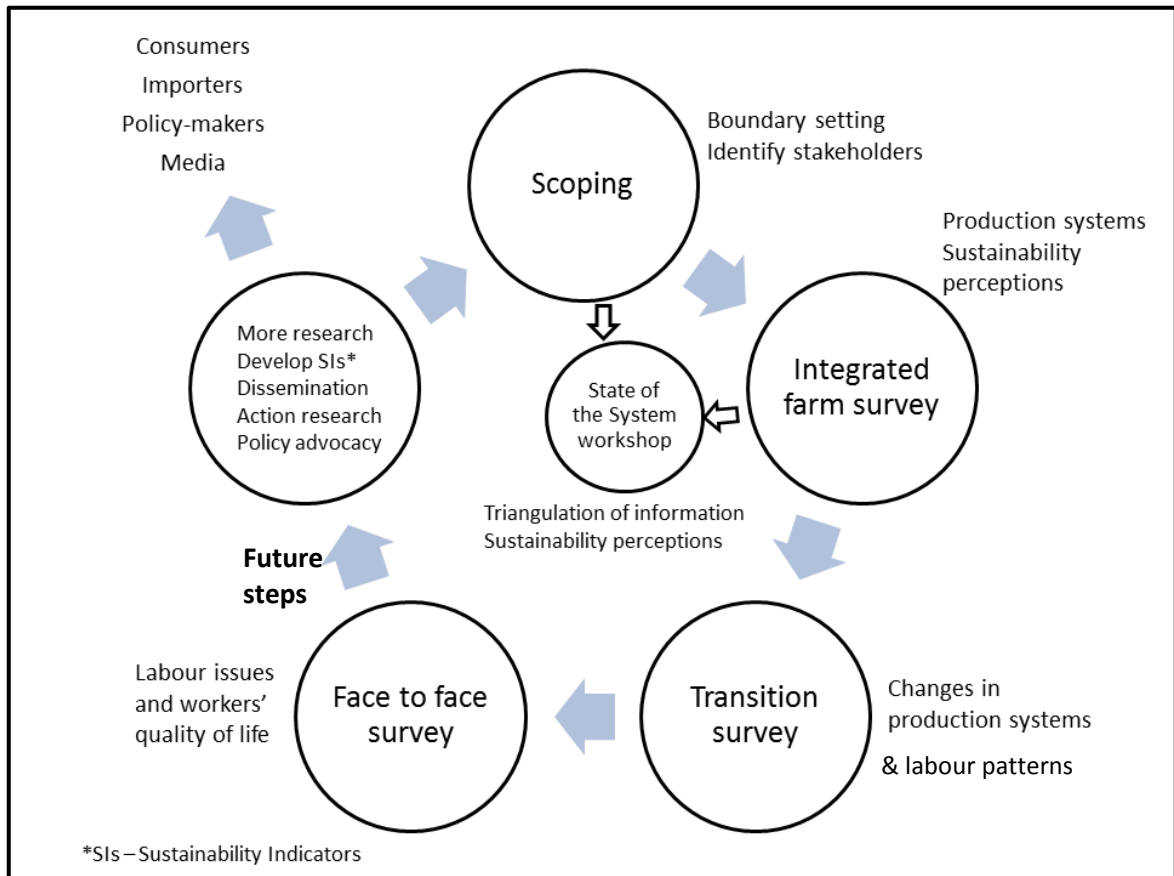 Consumers
Importers
Policy-makers
Media
Scoping
Boundary setting
Identify stakeholders
Production systems
Sustainability
perceptions
Integrated
farm survey
State of
the System
workshop
Triangulation of information
Sustainability perceptions
More research
Develop SIs*
Dissemination
Action research
Policy advocacy
Future
steps
Labour issues
and workers’
quality of life
Face to face
survey
Transition
survey
Changes in
production systems
& labour patterns
*SIs – Sustainability Indicators